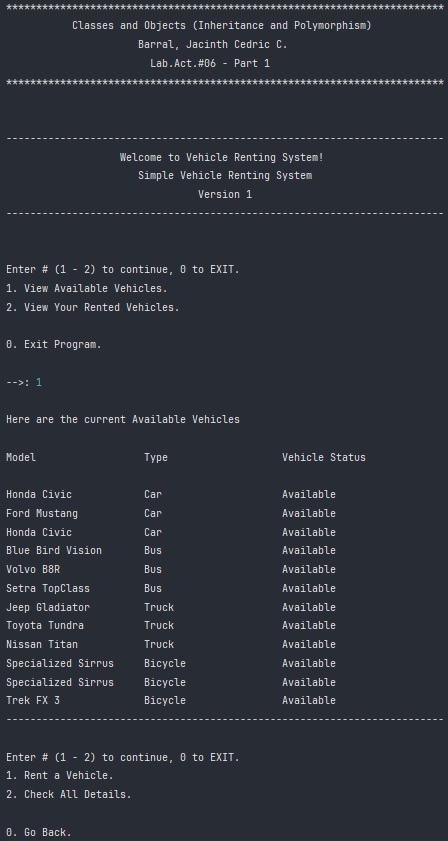 *************************************************************************
Classes and Objects (Inheritance and Polymorphism)
Barral, Jacinth Cedric C.
Lab.Act.#06 - Part 1
*************************************************************************
-------------------------------------------------------------------------
Welcome to Vehicle Renting System!
Simple Vehicle Renting System
Version 1
-------------------------------------------------------------------------
Enter # (1 - 2) to continue, 0 to EXIT.
1. View Available Vehicles.
2. View Your Rented Vehicles.
0. Exit Program.
-->: 1
Here are the current Available Vehicles
Model Type Vehicle Status
Honda Civic Car Available
Ford Mustang Car Available
Honda Civic Car Available
Blue Bird Vision Bus Available
Volvo B8R Bus Available
Setra TopClass Bus Available
Jeep Gladiator Truck Available
Toyota Tundra Truck Available
Nissan Titan Truck Available
Specialized Sirrus Bicycle Available
Specialized Sirrus Bicycle Available
Trek FX 3 Bicycle Available
-------------------------------------------------------------------------
Enter # (1 - 2) to continue, 0 to EXIT.
1. Rent a Vehicle.
2. Check All Details.
0. Go Back.